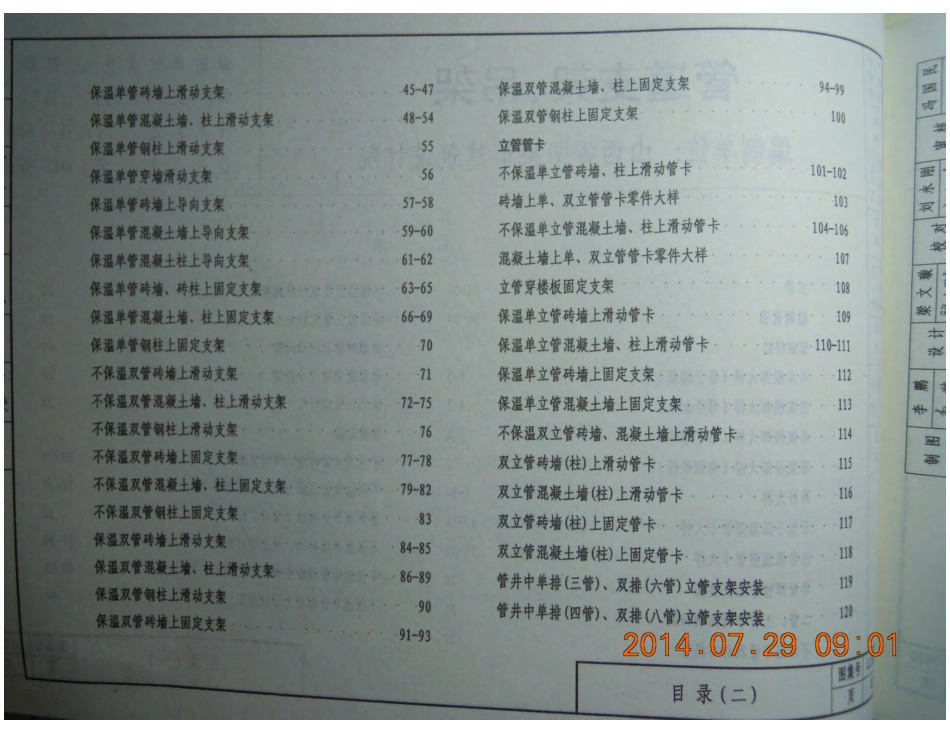 保温单管砖墙上滑动支架 45-47
保温单管混凝土墙、柱上滑动支架 48-54
保温单管钢柱上滑动支架 55
保温单管穿墙滑动支架 56
保温单管砖墙上导向支架 57-58
保温单管混凝土墙上导向支架 59-60
保温单管混凝土柱上导向支架 61-62
保温单管砖墙、砖柱上固定支架 63-65
保温单管混凝土墙、柱上固定支架 66-69
保温单管钢柱上固定支架 70
不保温双管砖墙上滑动支架 71
不保温双管混凝土墙、柱上滑动支架 72-75
不保温双管钢柱上滑动支架 76
不保温双管砖墙上固定支架 77-78
不保温双管混凝土墙、柱上固定支架 79-82
不保温双管钢柱上固定支架 83
保温双管砖墙上滑动支架 84-85
保温双管混凝土墙、柱上滑动支架 86-89
保温双管钢柱上滑动支架 90
保温双管砖墙上固定支架 91-93
保温双管混凝土墙、柱上固定支架 94-99
保温双管钢柱上固定支架 100
立管管卡
不保温单立管砖墙、柱上滑动管卡 101-102
砖墙上单、双立管管卡零件大样 103
不保温单立管混凝土墙、柱上滑动管卡 104-106
混凝土墙上单、双立管管卡零件大样 107
立管穿楼板固定支架 108
保温单立管砖墙上滑动管卡 109
保温单立管混凝土墙、柱上滑动管卡 110-111
保温单立管砖墙上固定支架 112
保温单立管混凝土墙上固定支架 113
不保温双立管砖墙、混凝土墙上滑动管卡 114
双立管砖墙(柱)上滑动管卡 115
双立管混凝土墙(柱)上滑动管卡 116
双立管砖墙(柱)上固定管卡 117
双立管混凝土墙(柱)上固定管卡 118
管井中单排(三管)、双排(六管)立管支架安装 119
管井中单排(四管)、双排(八管)立管支架安装 120
2014.07.29 09:01
目录(二)
图集号
页
冯国民
刘永刚
梁文璇
设计
李鹏
制图